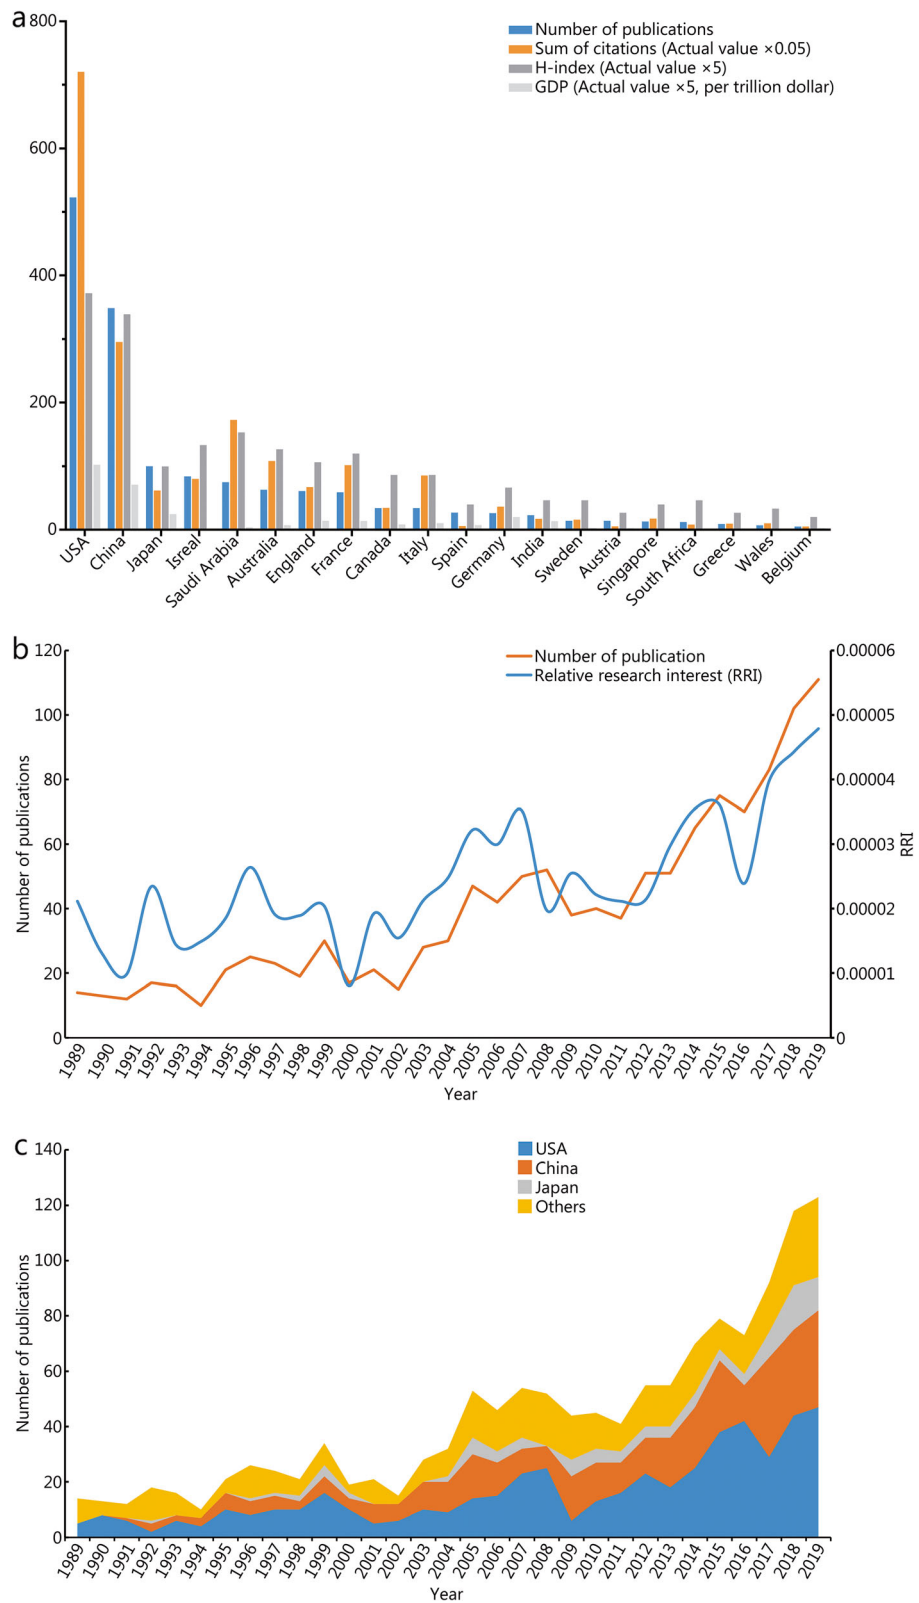 a
800
600
400
200
0
Number of publications
Sum of citations (Actual value ×0.05)
H-index (Actual value ×5)
GDP (Actual value ×5, per trillion dollar)
USA
China
Japan
Isreal
Saudi Arabia
Australia
England
France
Canada
Italy
Spain
Germany
India
Sweden
Austria
Singapore
South Africa
Greece
Wales
Belgium
b
Number of publications
120
100
80
60
40
20
0
Number of publication
Relative research interest (RRI)
0.00006
0.00005
0.00004
0.00003
0.00002
0.00001
0
RRI
1989
1990
1991
1992
1993
1994
1995
1996
1997
1998
1999
2000
2001
2002
2003
2004
2005
2006
2007
2008
2009
2010
2011
2012
2013
2014
2015
2016
2017
2018
2019
Year
c
Number of publications
140
120
100
80
60
40
20
0
USA
China
Japan
Others
1989
1990
1991
1992
1993
1994
1995
1996
1997
1998
1999
2000
2001
2002
2003
2004
2005
2006
2007
2008
2009
2010
2011
2012
2013
2014
2015
2016
2017
2018
2019
Year